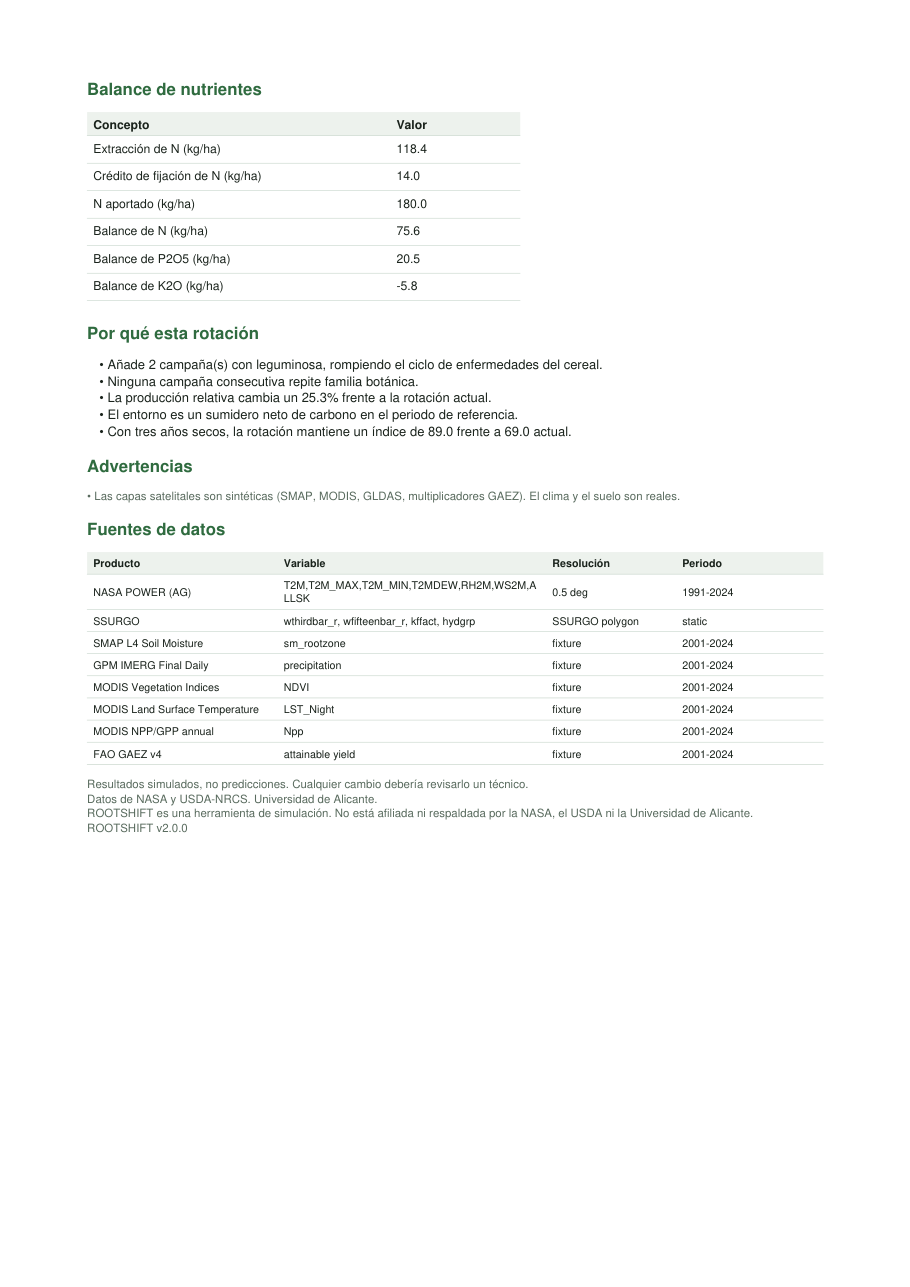 Balance de nutrientes
Concepto Valor
Extracción de N (kg/ha) 118.4
Crédito de fijación de N (kg/ha) 14.0
N aportado (kg/ha) 180.0
Balance de N (kg/ha) 75.6
Balance de P2O5 (kg/ha) 20.5
Balance de K2O (kg/ha) -5.8
Por qué esta rotación
• Añade 2 campaña(s) con leguminosa, rompiendo el ciclo de enfermedades del cereal.
• Ninguna campaña consecutiva repite familia botánica.
• La producción relativa cambia un 25.3% frente a la rotación actual.
• El entorno es un sumidero neto de carbono en el periodo de referencia.
• Con tres años secos, la rotación mantiene un índice de 89.0 frente a 69.0 actual.
Advertencias
• Las capas satelitales son sintéticas (SMAP, MODIS, GLDAS, multiplicadores GAEZ). El clima y el suelo son reales.
Fuentes de datos
Producto Variable Resolución Periodo
NASA POWER (AG) T2M,T2M_MAX,T2M_MIN,T2MDEW,RH2M,WS2M,A 0.5 deg 1991-2024
LLSK
SSURGO wthirdbar_r, wfifteenbar_r, kffact, hydgrp SSURGO polygon static
SMAP L4 Soil Moisture sm_rootzone fixture 2001-2024
GPM IMERG Final Daily precipitation fixture 2001-2024
MODIS Vegetation Indices NDVI fixture 2001-2024
MODIS Land Surface Temperature LST_Night fixture 2001-2024
MODIS NPP/GPP annual Npp fixture 2001-2024
FAO GAEZ v4 attainable yield fixture 2001-2024
Resultados simulados, no predicciones. Cualquier cambio debería revisarlo un técnico.
Datos de NASA y USDA-NRCS. Universidad de Alicante.
ROOTSHIFT es una herramienta de simulación. No está afiliada ni respaldada por la NASA, el USDA ni la Universidad de Alicante.
ROOTSHIFT v2.0.0